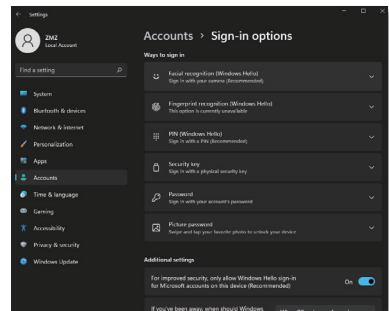 Settings
ZMZ
Local Account
Accounts > Sign-in options
Ways to sign in
Find a setting
Facial recognition (Windows Hello)
Sign in with your camera (Recommended)
Fingerprint recognition (Windows Hello)
This option is currently unavailable
PIN (Windows Hello)
Sign in with a PIN (Recommended)
Security key
Sign in with a physical security key
Password
Sign in with your account's password
Picture password
Swipe and tap your favorite photo to unlock your device
System
Bluetooth & devices
Network & internet
Personalization
Apps
Accounts
Time & language
Gaming
Accessibility
Privacy & security
Windows Update
Additional settings
For improved security, only allow Windows Hello sign-in
for Microsoft accounts on this device (Recommended)
On
If you've been away, when should Windows